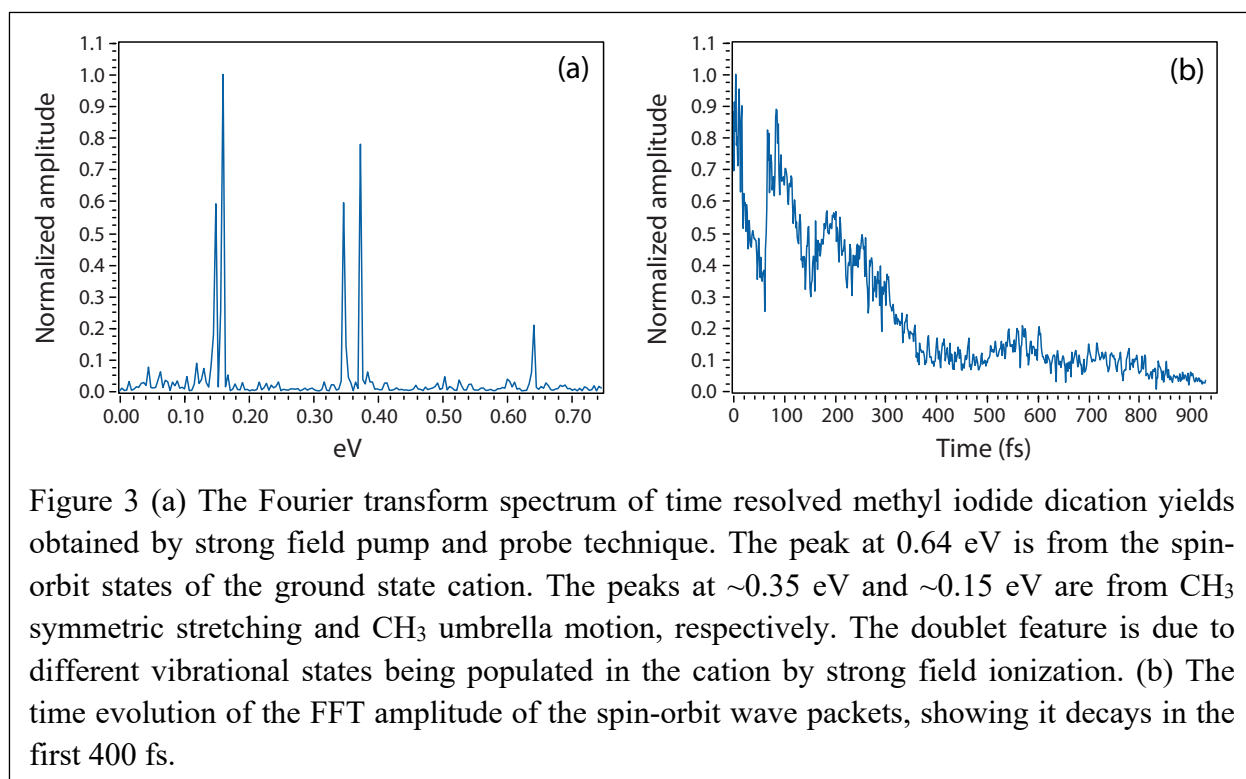 (a)
1.1
1.0
0.9
0.8
0.7
0.6
0.5
0.4
0.3
0.2
0.1
0.0
Normalized amplitude
0.00 0.10 0.20 0.30 0.40 0.50 0.60 0.70
eV
(b)
1.1
1.0
0.9
0.8
0.7
0.6
0.5
0.4
0.3
0.2
0.1
0.0
Normalized amplitude
0 100 200 300 400 500 600 700 800 900
Time (fs)
Figure 3 (a) The Fourier transform spectrum of time resolved methyl iodide dication yields
obtained by strong field pump and probe technique. The peak at 0.64 eV is from the spin-
orbit states of the ground state cation. The peaks at ~0.35 eV and ~0.15 eV are from CH₃
symmetric stretching and CH₃ umbrella motion, respectively. The doublet feature is due to
different vibrational states being populated in the cation by strong field ionization. (b) The
time evolution of the FFT amplitude of the spin-orbit wave packets, showing it decays in the
first 400 fs.